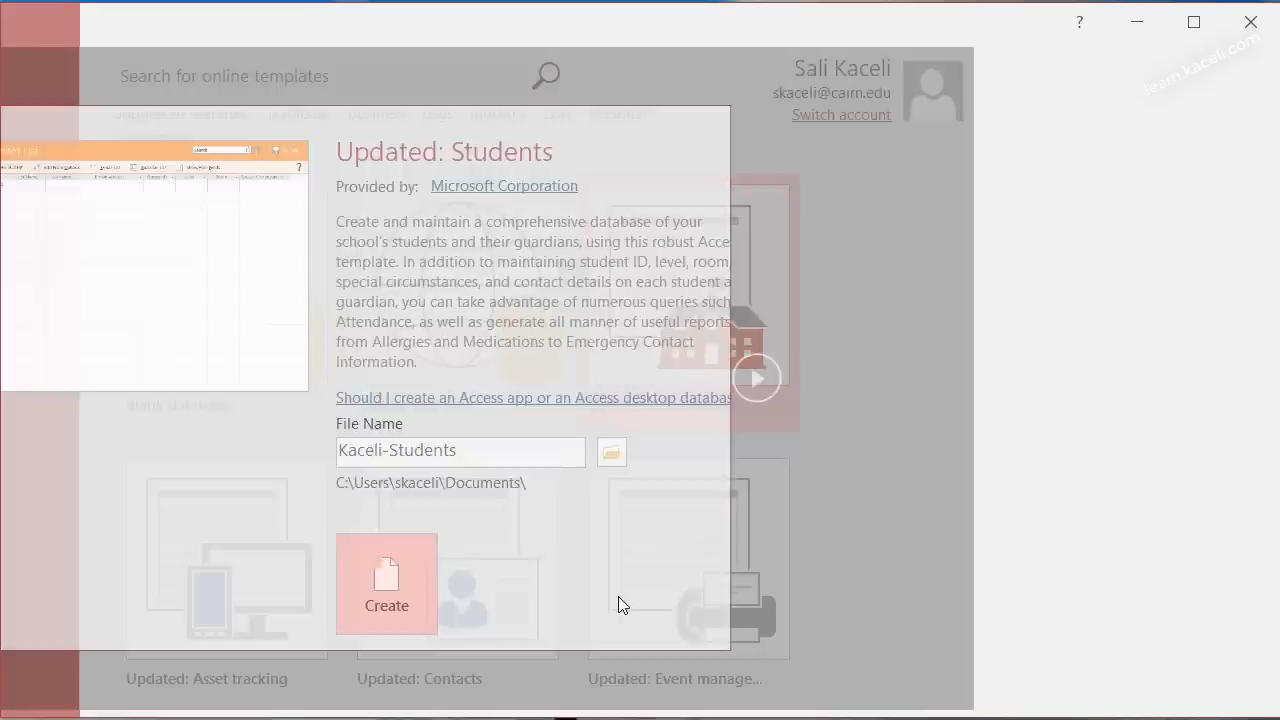 ?
learn.kaceli.com
Search for online templates
Sali Kaceli
skaceli@cairn.edu
Switch account
Updated: Students
Provided by: Microsoft Corporation
Create and maintain a comprehensive database of your
school's students and their guardians, using this robust Acce
template. In addition to maintaining student ID, level, room,
special circumstances, and contact details on each student a
guardian, you can take advantage of numerous queries such
Attendance, as well as generate all manner of useful reports
from Allergies and Medications to Emergency Contact
Information.
Should I create an Access app or an Access desktop databas
File Name
Kaceli-Students
C:\Users\skaceli\Documents\
Create
Updated: Asset tracking
Updated: Contacts
Updated: Event manage...